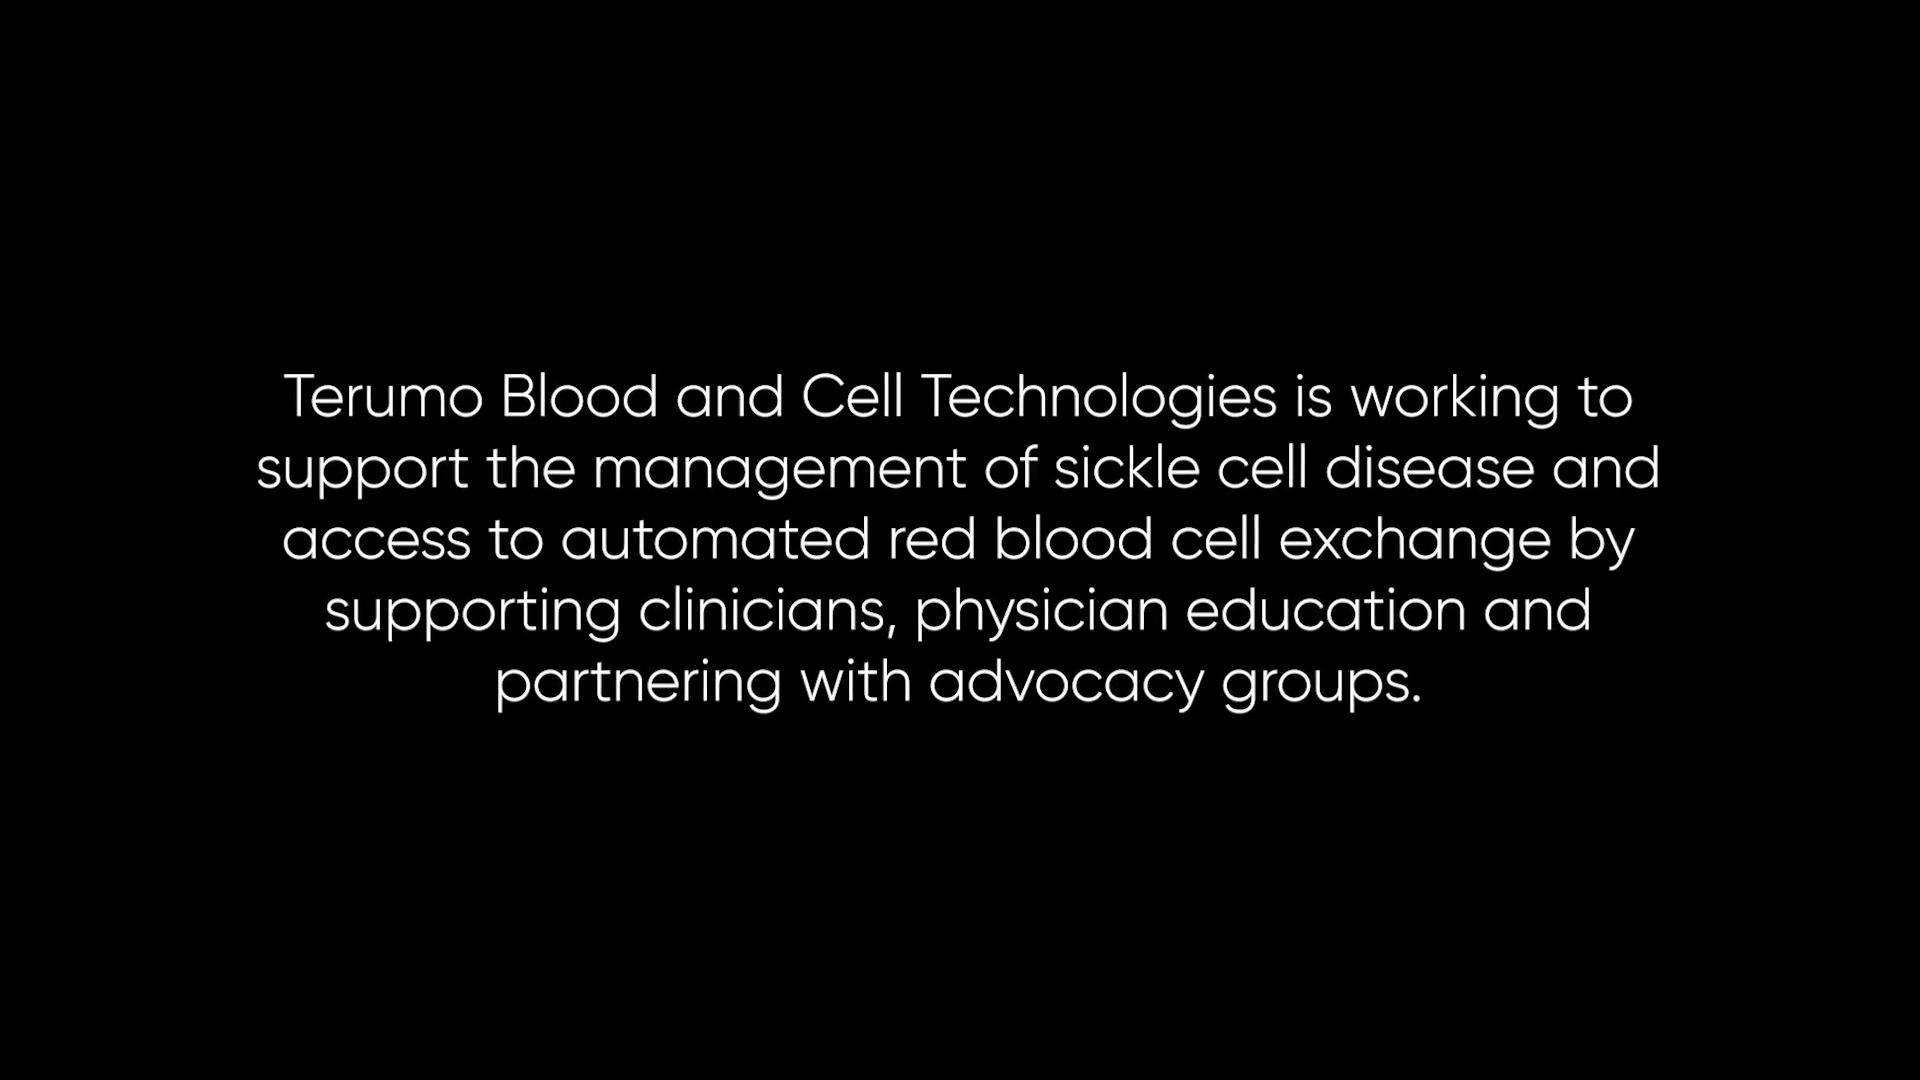 Terumo Blood and Cell Technologies is working to
support the management of sickle cell disease and
access to automated red blood cell exchange by
supporting clinicians, physician education and
partnering with advocacy groups.